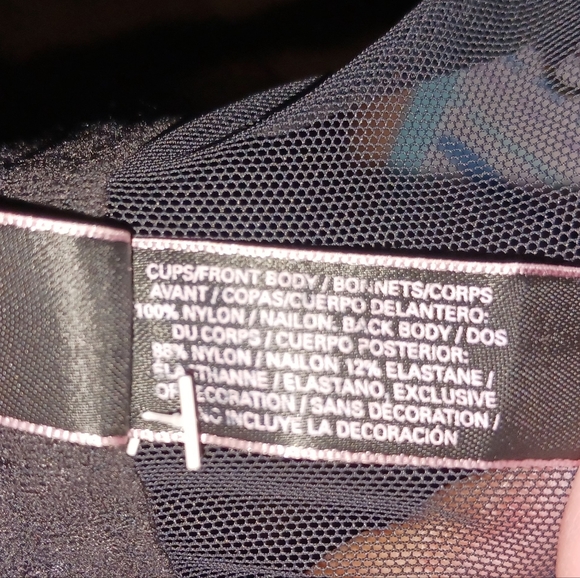 CUPS/FRONT BODY / BONNETS/CORPS
AVANT / COPAS/CUERPO DELANTERO:
100% NYLON / NAILON: BACK BODY / DOS
DU CORPS / CUERPO POSTERIOR:
88% NYLON / NAILON 12% ELASTANE /
ÉLASTHANNE / ELASTANO, EXCLUSIVE
OF DECORATION / SANS DÉCORATION /
NO INCLUYE LA DECORACIÓN